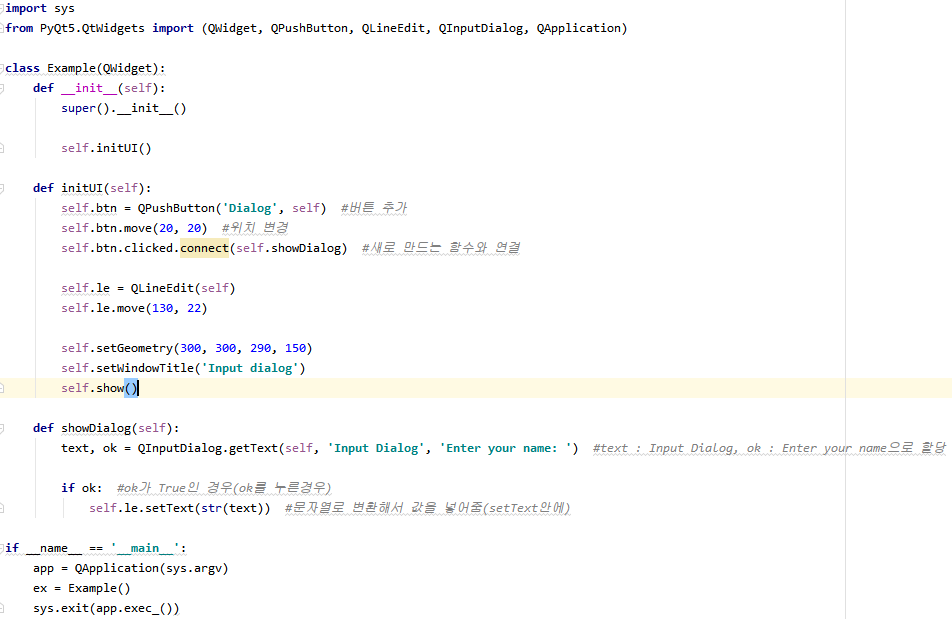 import sys
from PyQt5.QtWidgets import (QWidget, QPushButton, QLineEdit, QInputDialog, QApplication)
class Example(QWidget):
def __init__(self):
super().__init__()
self.initUI()
def initUI(self):
self.btn = QPushButton('Dialog', self) #버튼 추가
self.btn.move(20, 20) #위치 변경
self.btn.clicked.connect(self.showDialog) #새로 만드는 함수와 연결
self.le = QLineEdit(self)
self.le.move(130, 22)
self.setGeometry(300, 300, 290, 150)
self.setWindowTitle('Input dialog')
self.show()
def showDialog(self):
text, ok = QInputDialog.getText(self, 'Input Dialog', 'Enter your name: ') #text : Input Dialog, ok : Enter your name으로 할당
if ok: #ok가 True인 경우(ok를 누른경우)
self.le.setText(str(text)) #문자열로 변환해서 값을 넣어줌(setText안에)
if __name__ == '__main__':
app = QApplication(sys.argv)
ex = Example()
sys.exit(app.exec_())